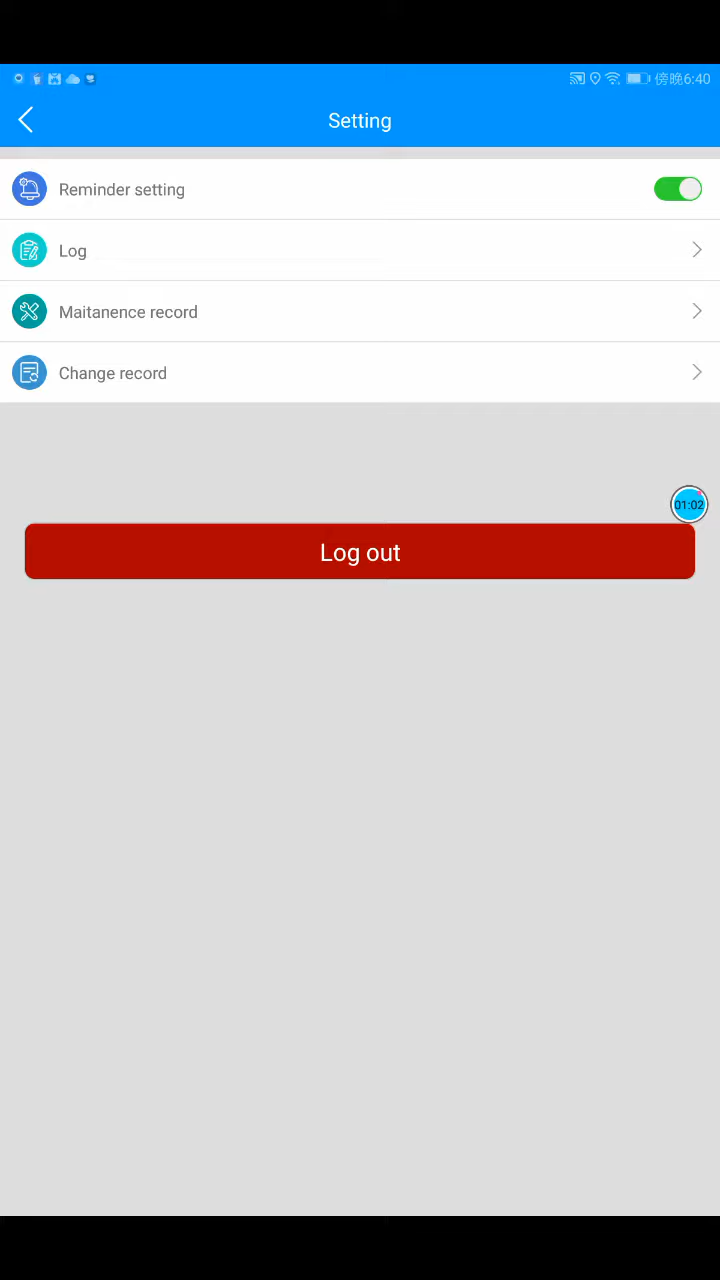 傍晚6:40
Setting
Reminder setting
Log
Maitanence record
Change record
01:02
Log out